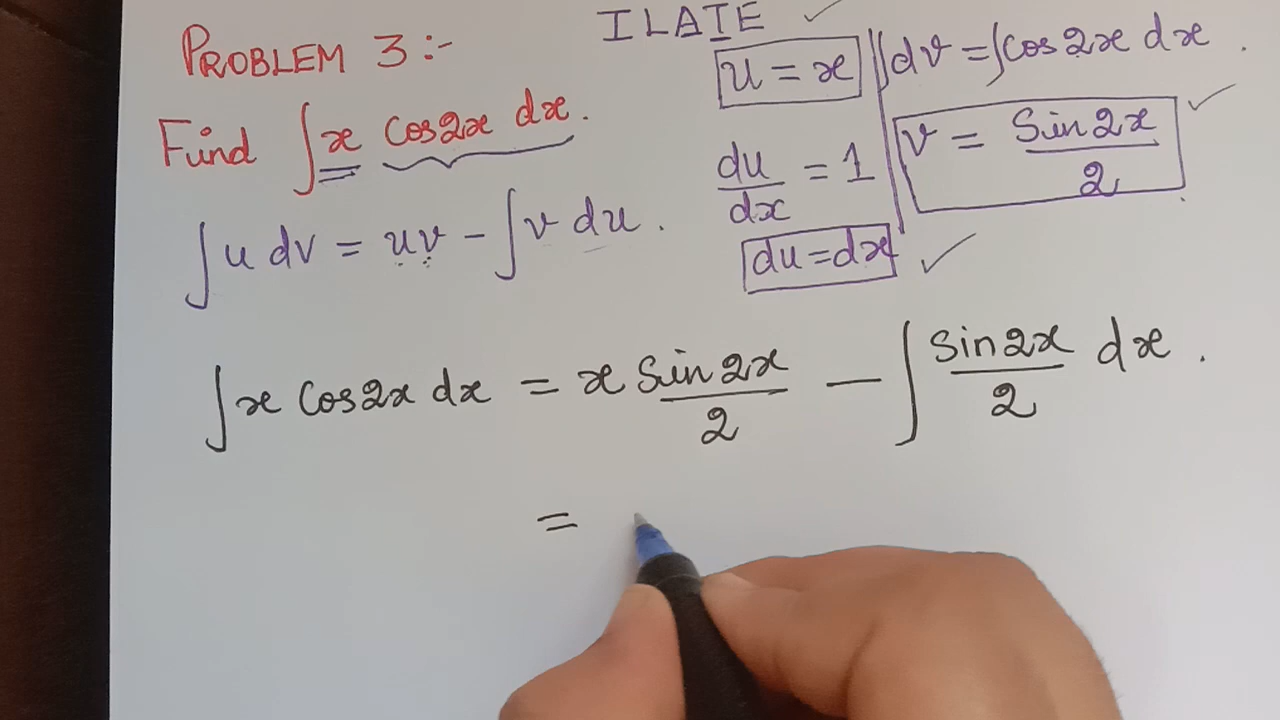 PROBLEM 3:-
Find ∫x cos2x dx.
∫u dv = uv - ∫v du.
ILATE
u = x
du/dx = 1
du = dx
∫dv = ∫cos2x dx.
v = Sin2x/2
∫x cos2x dx = x Sin2x/2 - ∫Sin2x/2 dx.
=